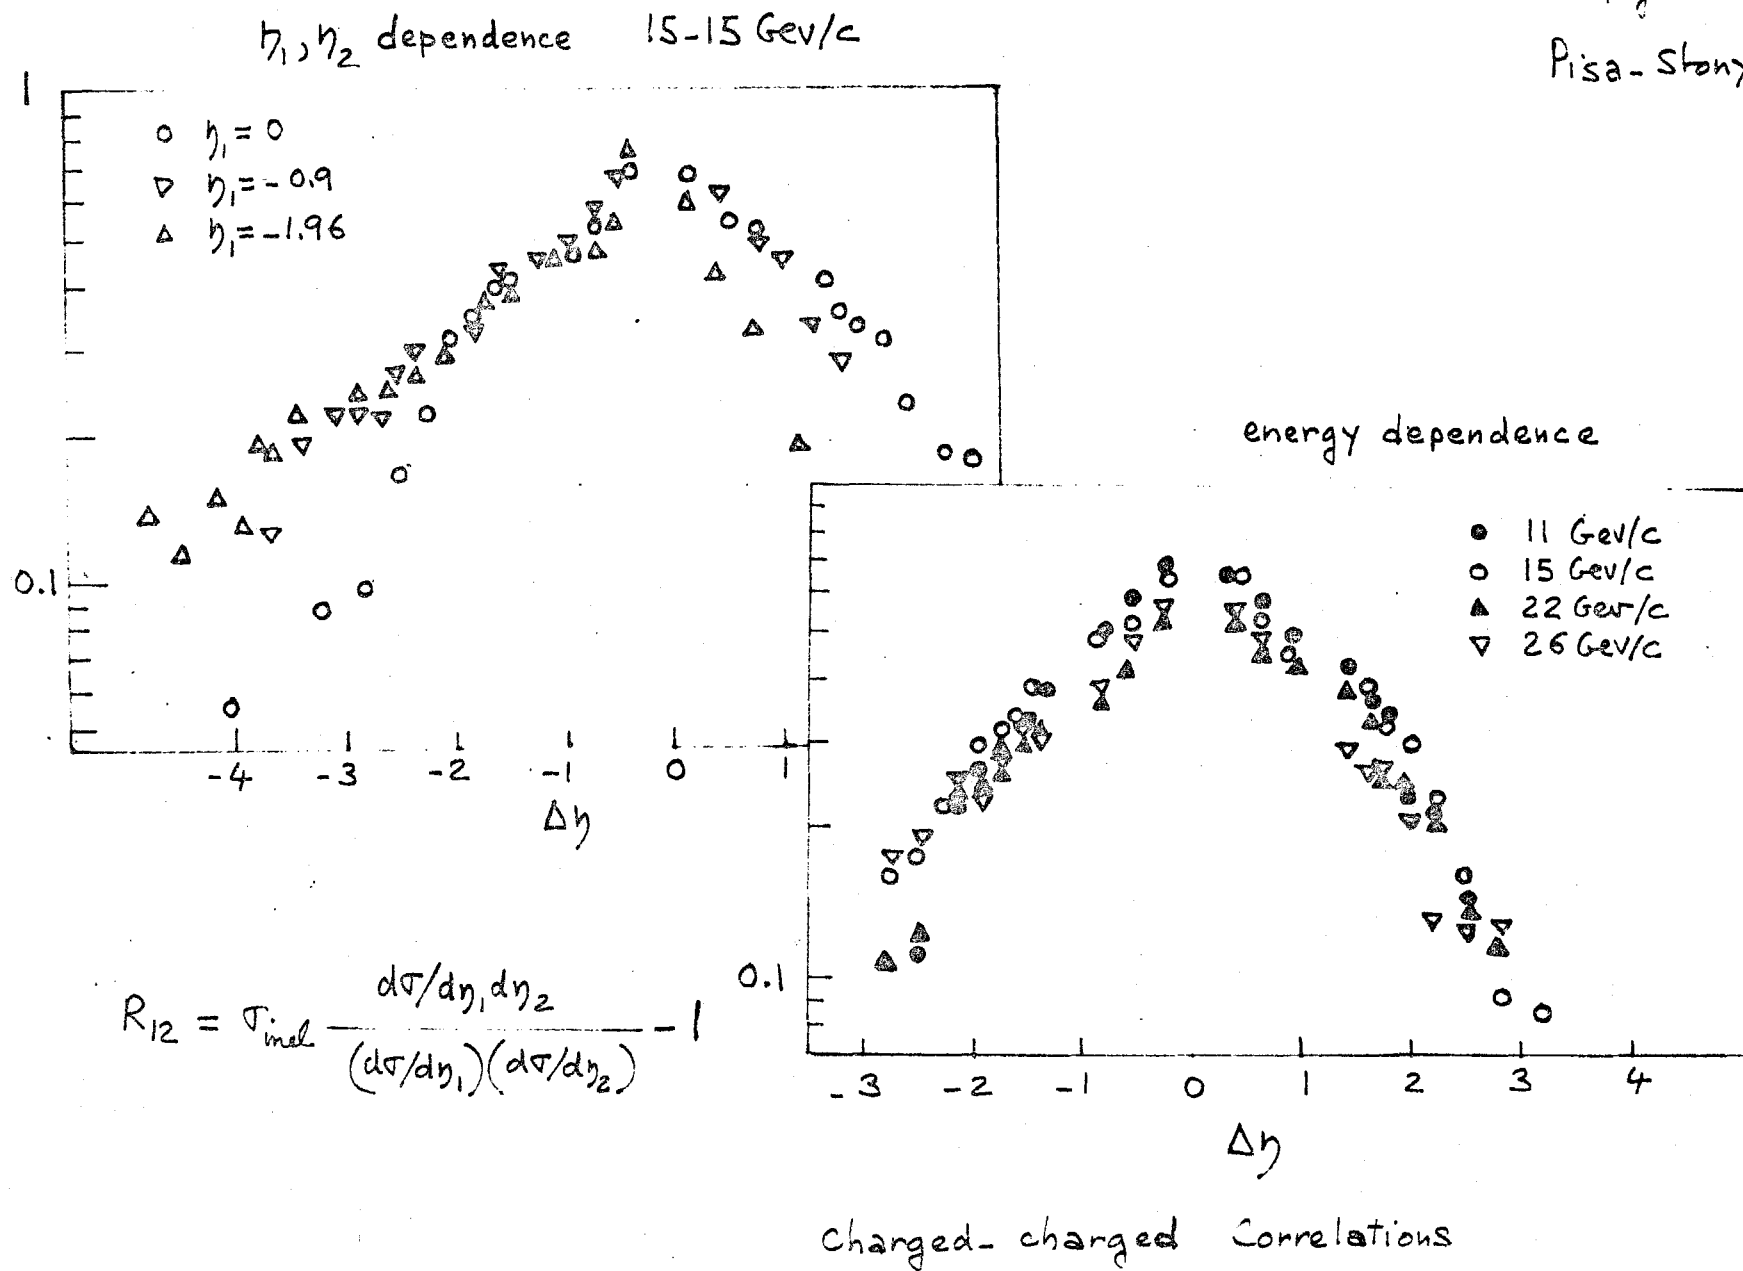 η₁, η₂ dependence 15-15 Gev/c
Pisa-Stony
1
○ η₁ = 0
▽ η₁ = -0.9
△ η₁ = -1.96
0.1
-4 -3 -2 -1 0 1
Δη
energy dependence
● 11 Gev/c
○ 15 Gev/c
▲ 22 Gev/c
▽ 26 Gev/c
0.1
-3 -2 -1 0 1 2 3 4
Δη
R₁₂ = σinel dσ/dη₁dη₂ / (dσ/dη₁)(dσ/dη₂) - 1
Charged-charged Correlations